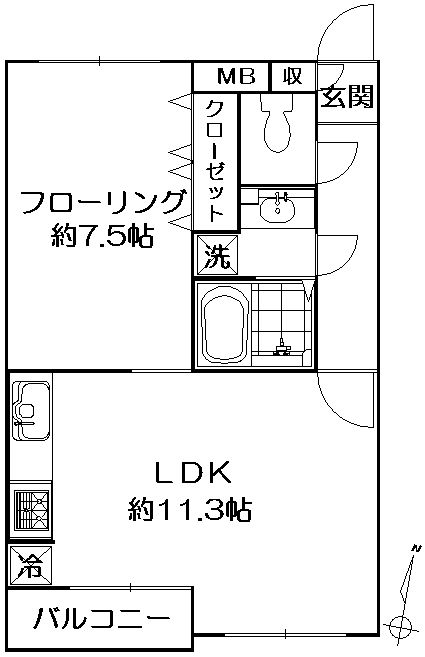 MB
収
玄関
クローゼット
フローリング
約7.5帖
洗
LDK
約11.3帖
冷
バルコニー
N